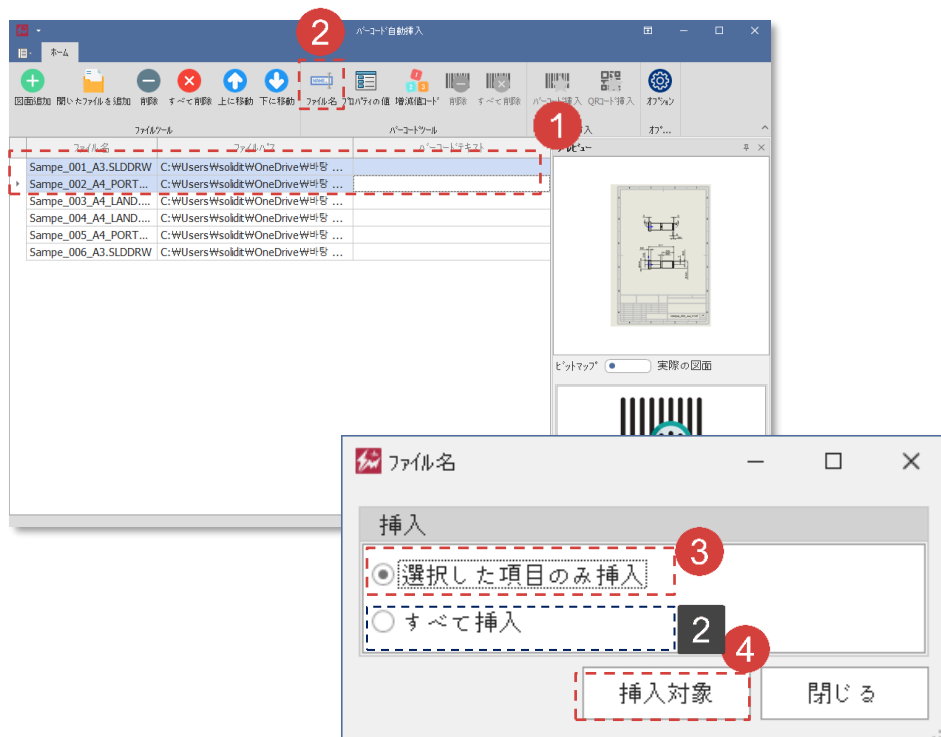 2
バーコード自動挿入
ホーム
図面追加 開いたファイルを追加 削除 すべて削除 上に移動 下に移動 ファイル名 プロパティの値 増減値コード 削除 すべて削除 バーコード挿入 QRコード挿入 オプション
ファイルツール バーコードツール 入 オプ...
1
ファイル名 ファイルパス バーコードテキスト
プレビュー
Sampe_001_A3.SLDDRW C:₩Users₩solidit₩OneDrive₩바탕 ...
Sampe_002_A4_PORT... C:₩Users₩solidit₩OneDrive₩바탕 ...
Sampe_003_A4_LAND.... C:₩Users₩solidit₩OneDrive₩바탕 ...
Sampe_004_A4_LAND.... C:₩Users₩solidit₩OneDrive₩바탕 ...
Sampe_005_A4_PORT... C:₩Users₩solidit₩OneDrive₩바탕 ...
Sampe_006_A3.SLDDRW C:₩Users₩solidit₩OneDrive₩바탕 ...
ビットマップ 実際の図面
ファイル名
挿入
選択した項目のみ挿入
3
すべて挿入
2
4
挿入対象 閉じる